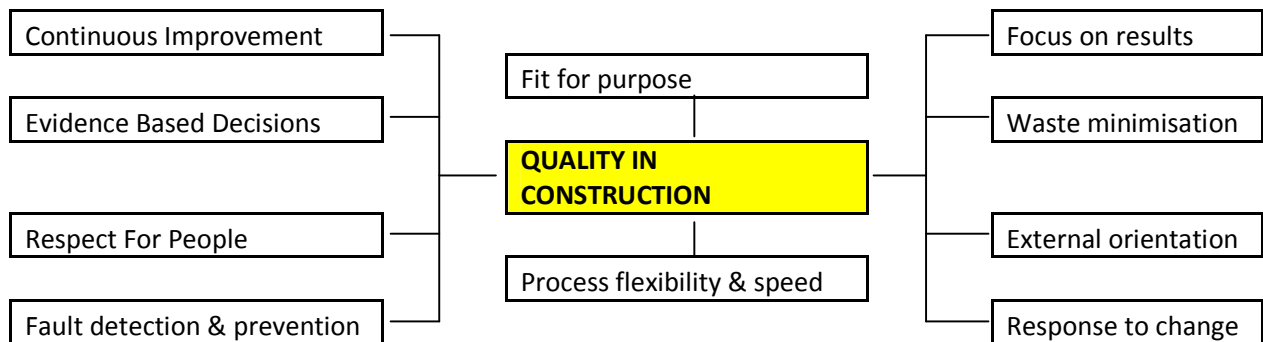 Continuous Improvement
Evidence Based Decisions
Respect For People
Fault detection & prevention
Fit for purpose
QUALITY IN
CONSTRUCTION
Process flexibility & speed
Focus on results
Waste minimisation
External orientation
Response to change